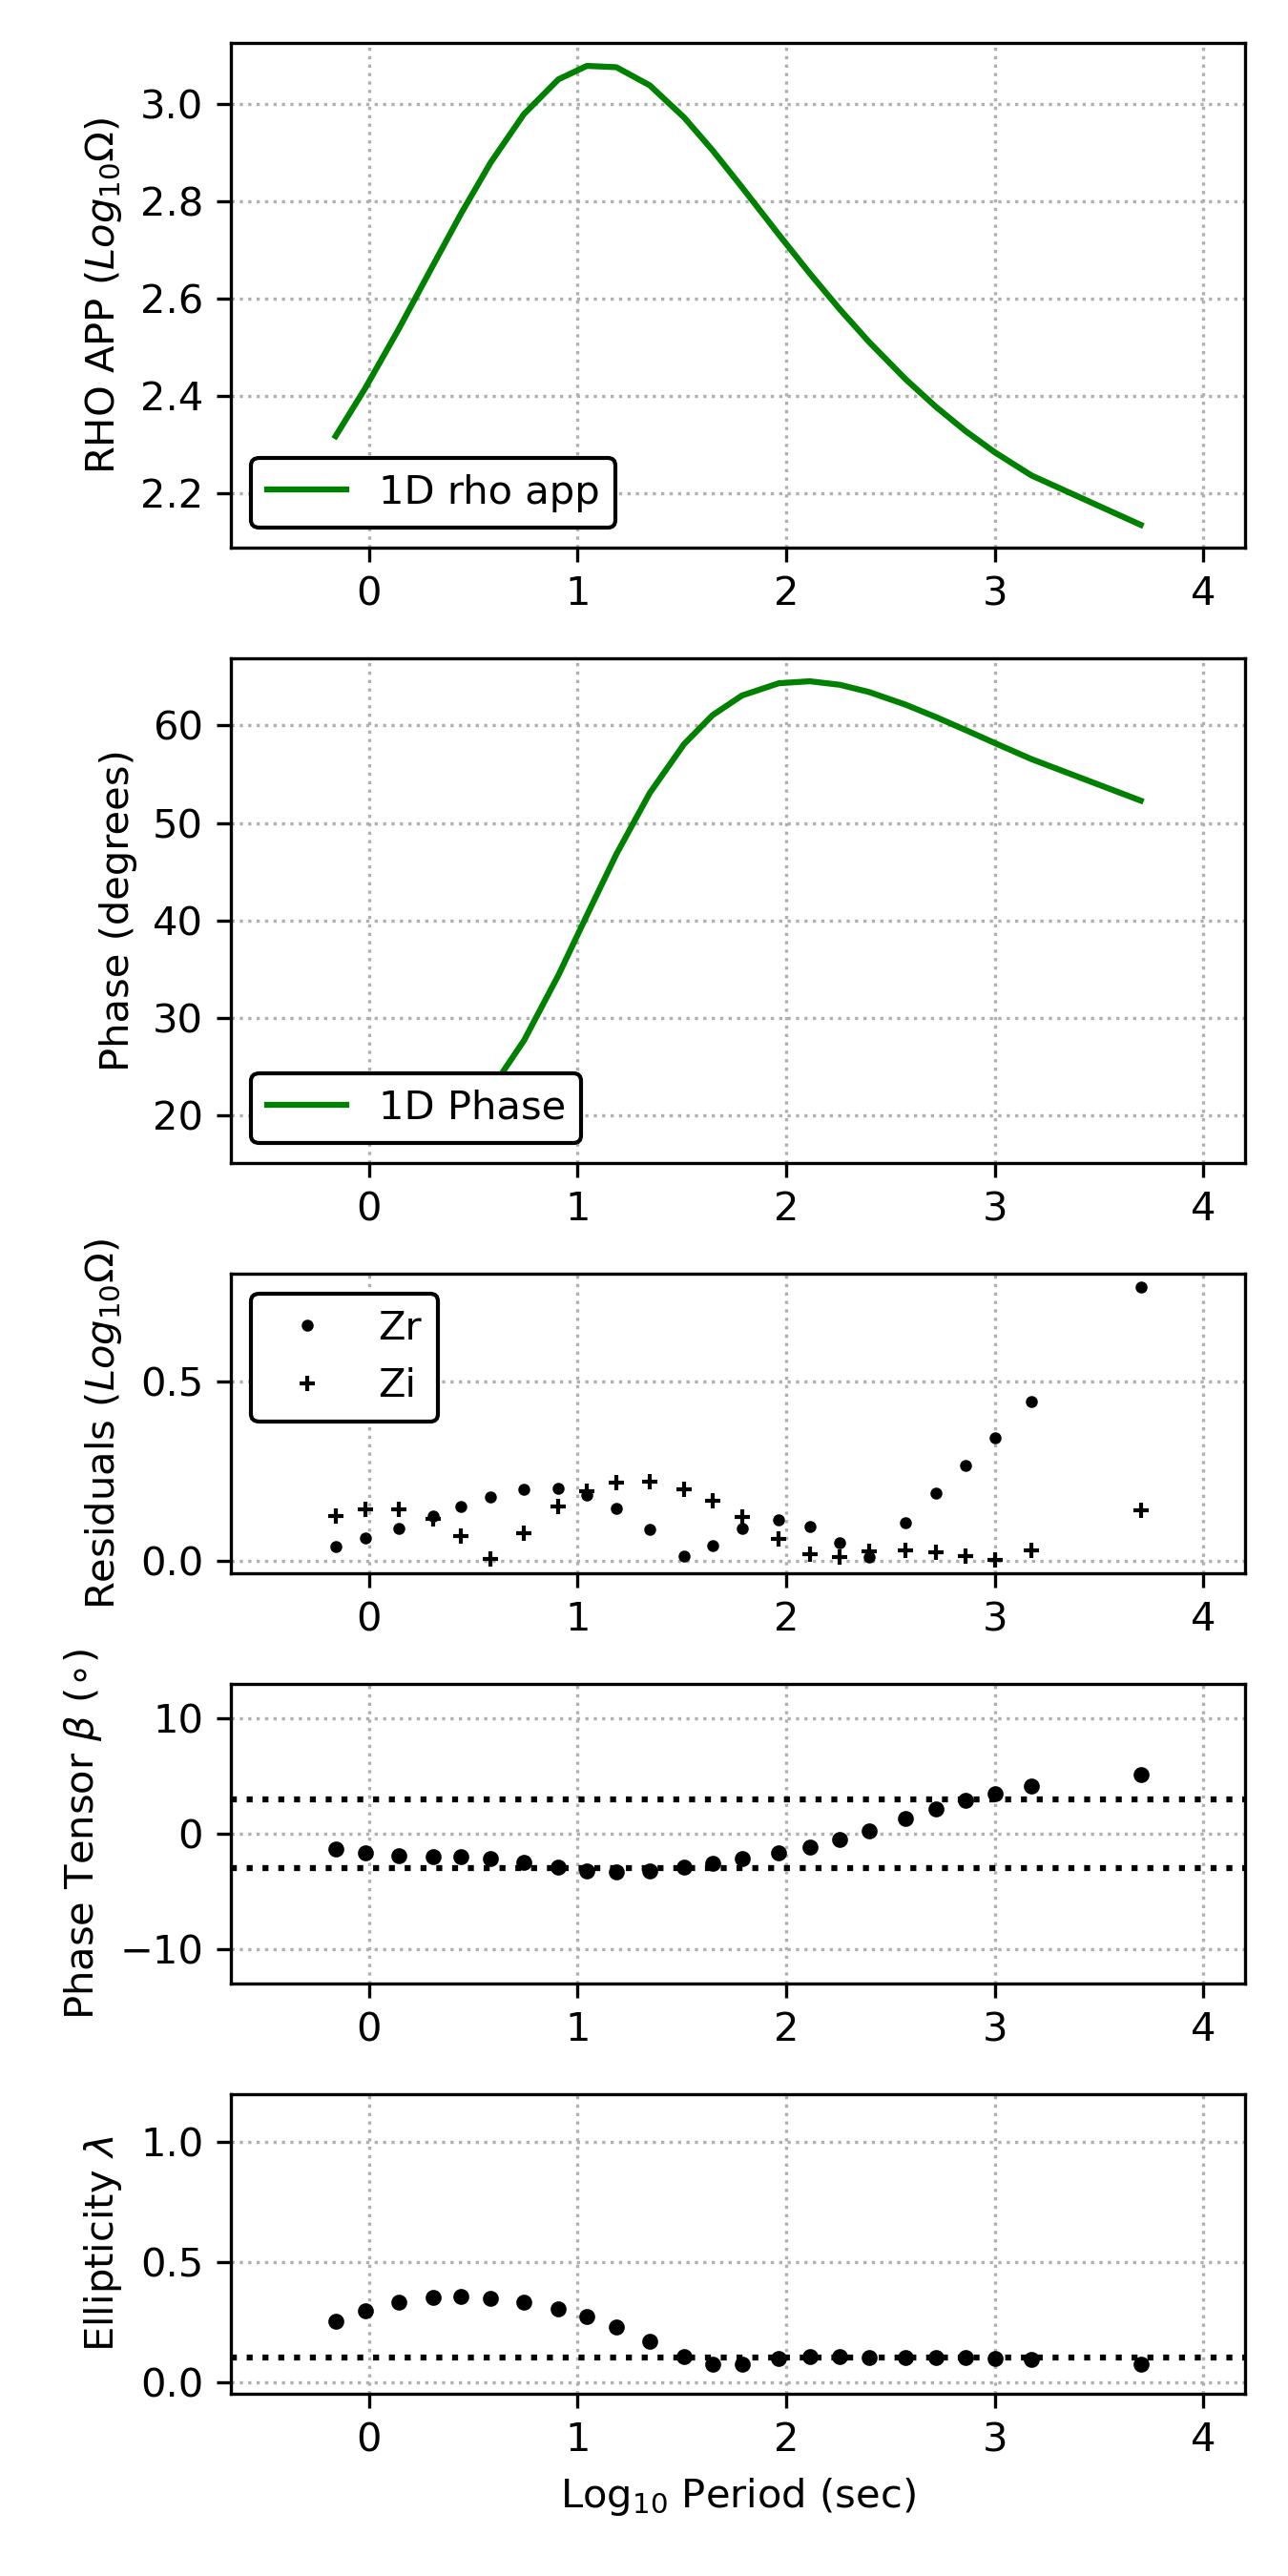 RHO APP (Log₁₀Ω)
3.0
2.8
2.6
2.4
2.2
1D rho app
0 1 2 3 4
Phase (degrees)
60
50
40
30
20
1D Phase
0 1 2 3 4
Residuals (Log₁₀Ω)
0.5
0.0
Zr
Zi
0 1 2 3 4
Phase Tensor β (∘)
10
0
−10
0 1 2 3 4
Ellipticity λ
1.0
0.5
0.0
0 1 2 3 4
Log₁₀ Period (sec)